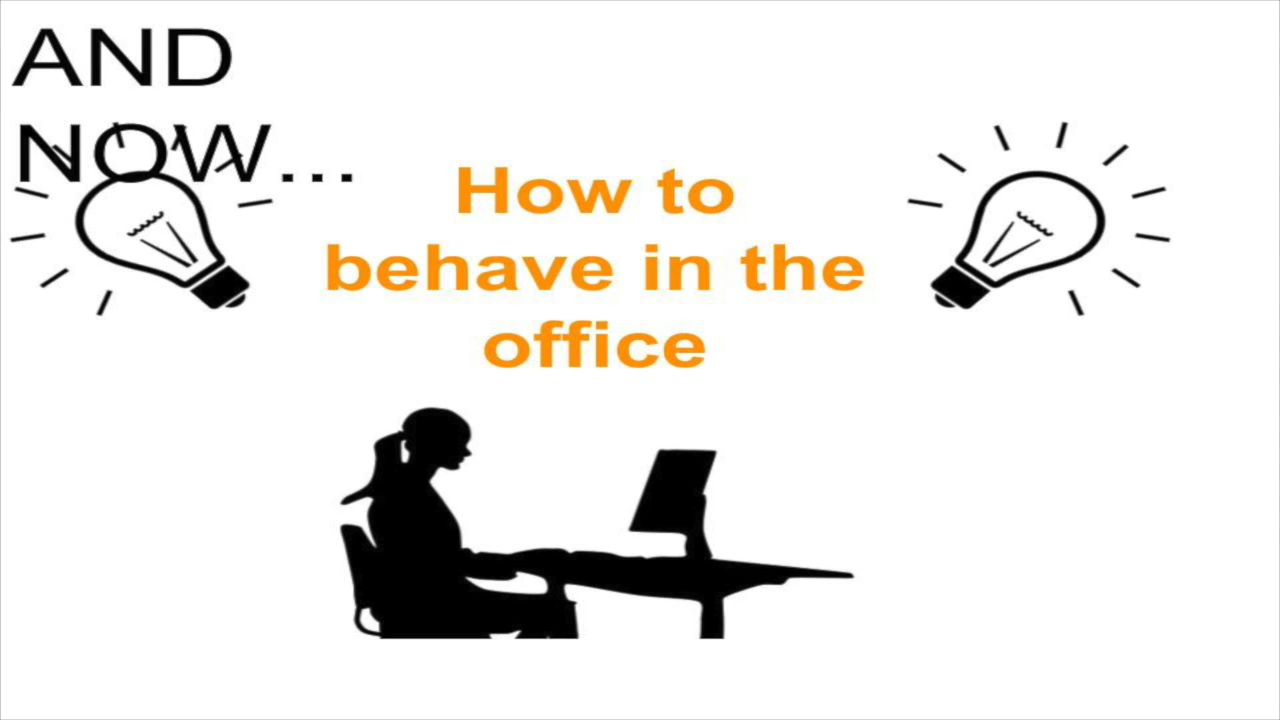 AND
NOW...
How to
behave in the
office